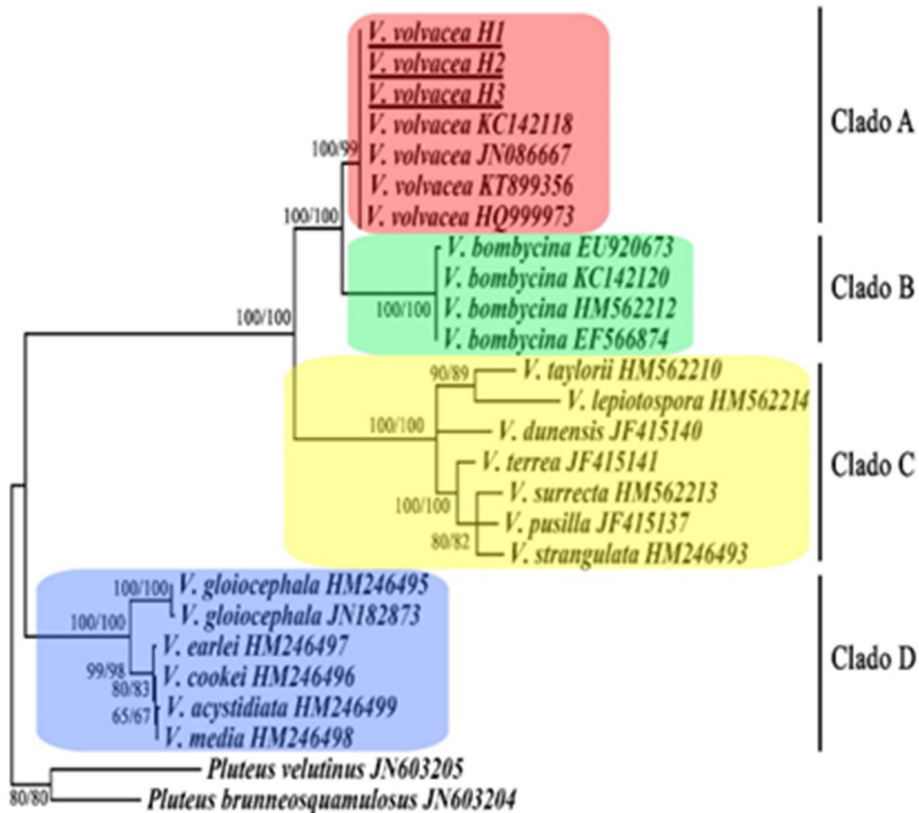 V. volvacea H1
V. volvacea H2
V. volvacea H3
V. volvacea KC142118
Clado A
100/99
V. volvacea JN086667
V. volvacea KT899356
100/100
V. volvacea HQ999973
V. bombycina EU920673
V. bombycina KC142120
Clado B
100/100
V. bombycina HM562212
100/100
V. bombycina EF566874
90/89
V. taylorii HM562210
V. lepiotospora HM562214
100/100
V. dunensis JF415140
V. terrea JF415141
Clado C
V. surrecta HM562213
100/100
V. pusilla JF415137
80/82
V. strangulata HM246493
100/100
V. gloiocephala HM246495
V. gloiocephala JN182873
100/100
V. earlei HM246497
Clado D
99/98
V. cookei HM246496
80/83
V. acystidiata HM246499
65/67
V. media HM246498
Pluteus velutinus JN603205
80/80
Pluteus brunneosquamulosus JN603204